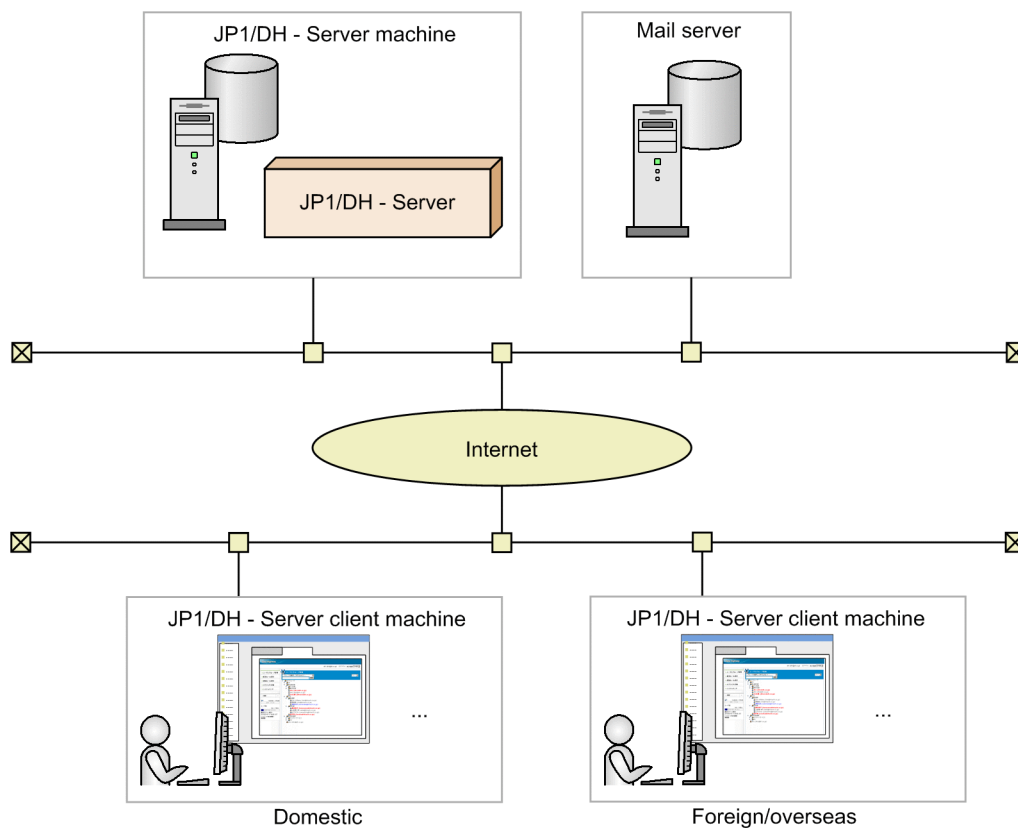 JP1/DH - Server machine
Mail server
JP1/DH - Server
Internet
JP1/DH - Server client machine
JP1/DH - Server client machine
...
...
Domestic
Foreign/overseas